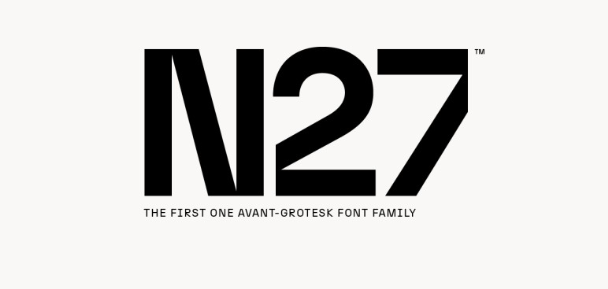 N27™
THE FIRST ONE AVANT-GROTESK FONT FAMILY